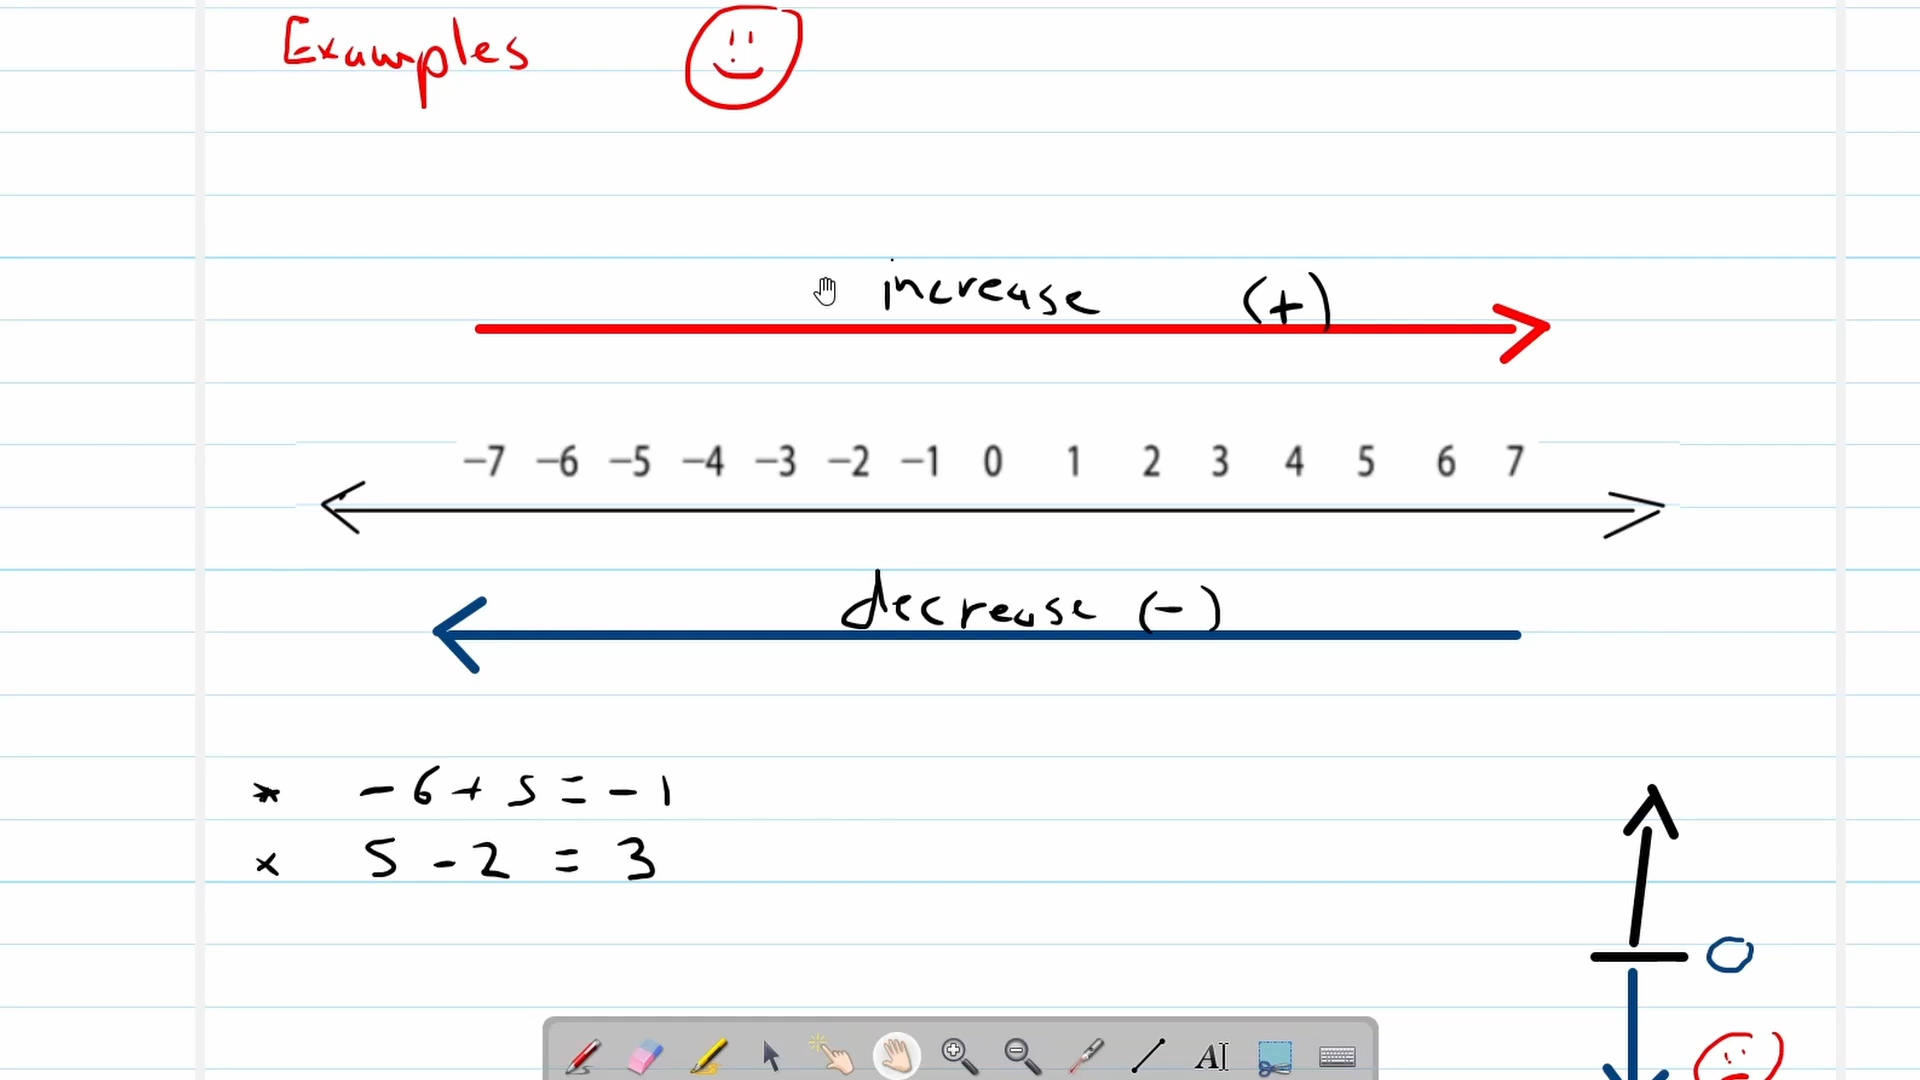 Examples
increase (+)
−7 −6 −5 −4 −3 −2 −1 0 1 2 3 4 5 6 7
decrease (-)
* -6+5=-1
× 5-2=3
0
AI